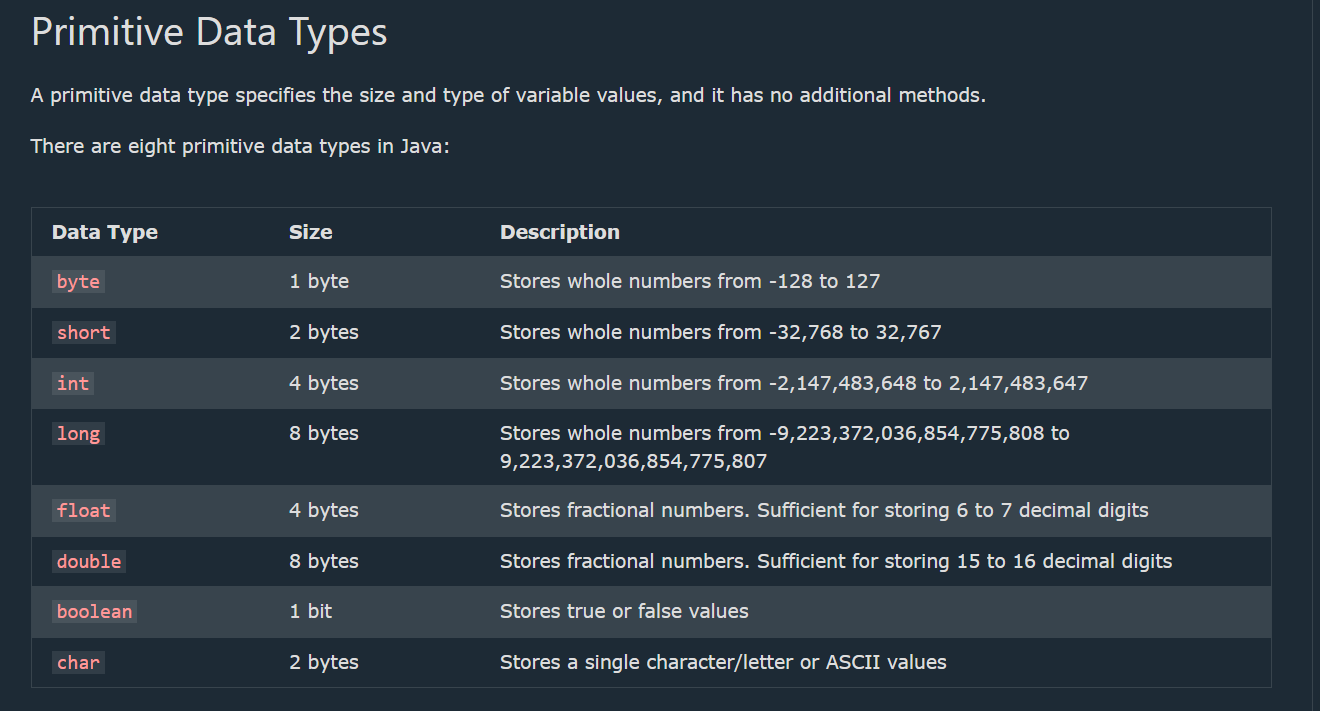 Primitive Data Types
A primitive data type specifies the size and type of variable values, and it has no additional methods.
There are eight primitive data types in Java:
Data Type Size Description
byte 1 byte Stores whole numbers from -128 to 127
short 2 bytes Stores whole numbers from -32,768 to 32,767
int 4 bytes Stores whole numbers from -2,147,483,648 to 2,147,483,647
long 8 bytes Stores whole numbers from -9,223,372,036,854,775,808 to
9,223,372,036,854,775,807
float 4 bytes Stores fractional numbers. Sufficient for storing 6 to 7 decimal digits
double 8 bytes Stores fractional numbers. Sufficient for storing 15 to 16 decimal digits
boolean 1 bit Stores true or false values
char 2 bytes Stores a single character/letter or ASCII values